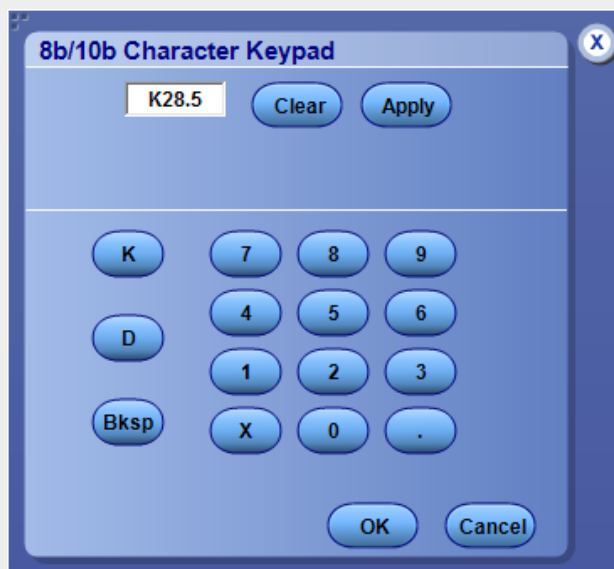 8b/10b Character Keypad
X
K28.5 Clear Apply
K 7 8 9
4 5 6
D
1 2 3
Bksp
X 0 .
OK Cancel